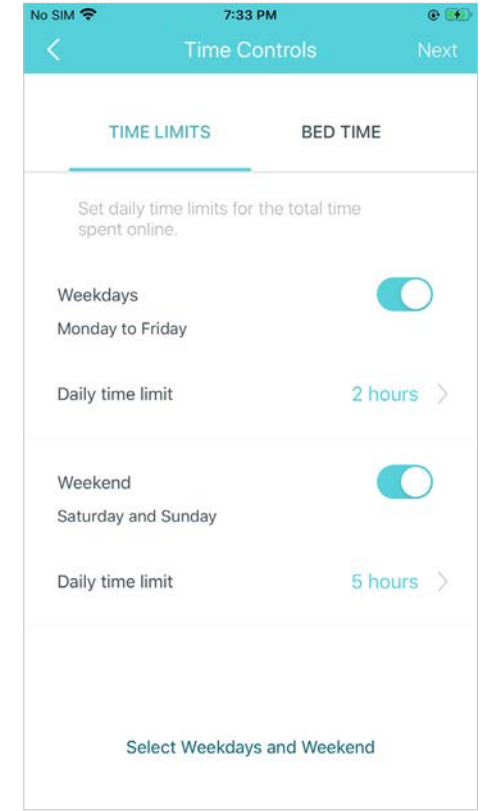 No SIM 7:33 PM
Time Controls Next
TIME LIMITS BED TIME
Set daily time limits for the total time
spent online.
Weekdays
Monday to Friday
Daily time limit 2 hours
Weekend
Saturday and Sunday
Daily time limit 5 hours
Select Weekdays and Weekend